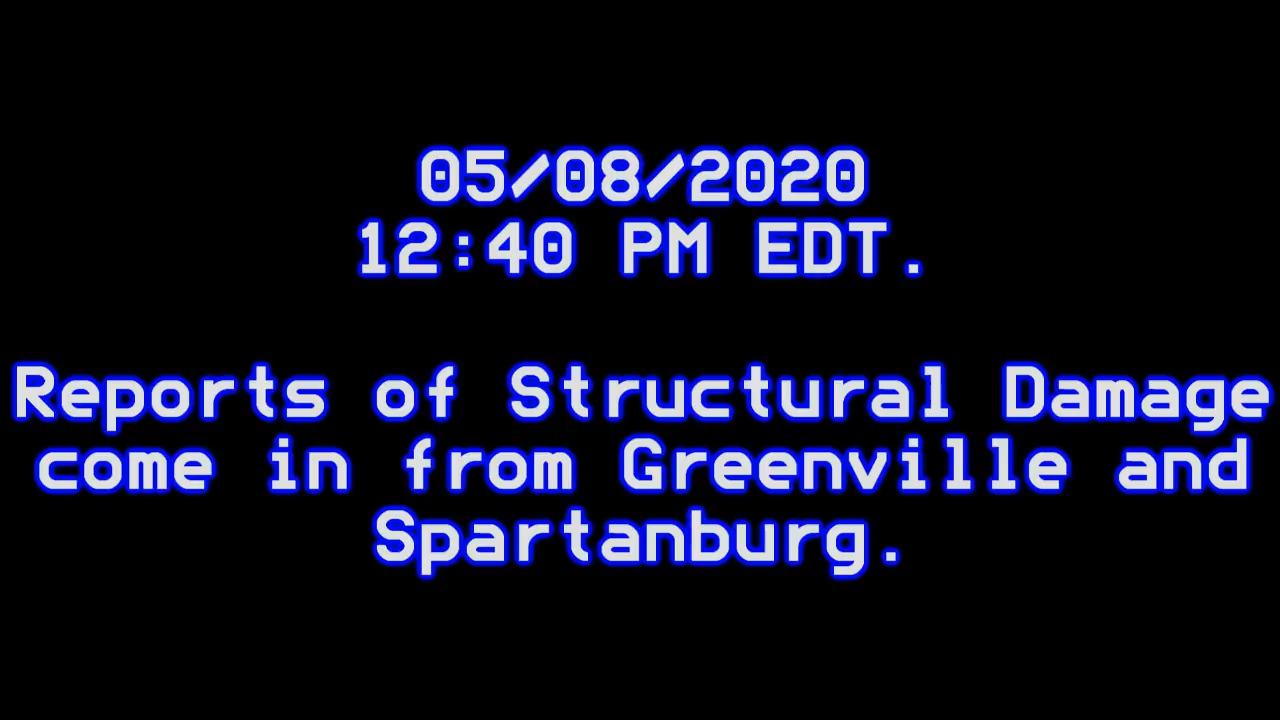 05/08/2020
12:40 PM EDT.
Reports of Structural Damage
come in from Greenville and
Spartanburg.